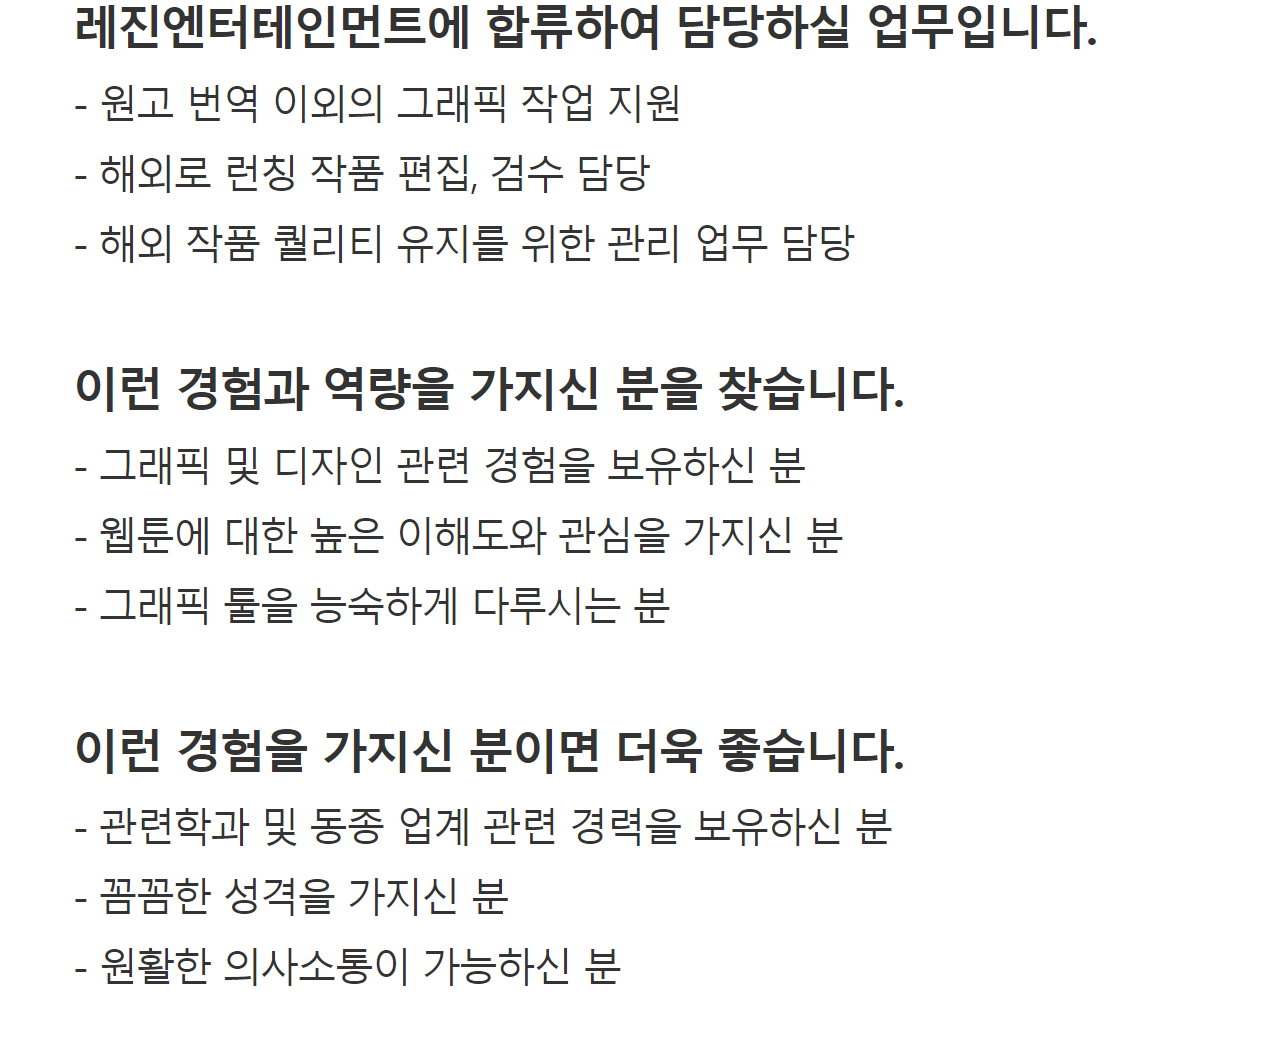 레진엔터테인먼트에 합류하여 담당하실 업무입니다.
- 원고 번역 이외의 그래픽 작업 지원
- 해외로 런칭 작품 편집, 검수 담당
- 해외 작품 퀄리티 유지를 위한 관리 업무 담당
이런 경험과 역량을 가지신 분을 찾습니다.
- 그래픽 및 디자인 관련 경험을 보유하신 분
- 웹툰에 대한 높은 이해도와 관심을 가지신 분
- 그래픽 툴을 능숙하게 다루시는 분
이런 경험을 가지신 분이면 더욱 좋습니다.
- 관련학과 및 동종 업계 관련 경력을 보유하신 분
- 꼼꼼한 성격을 가지신 분
- 원활한 의사소통이 가능하신 분